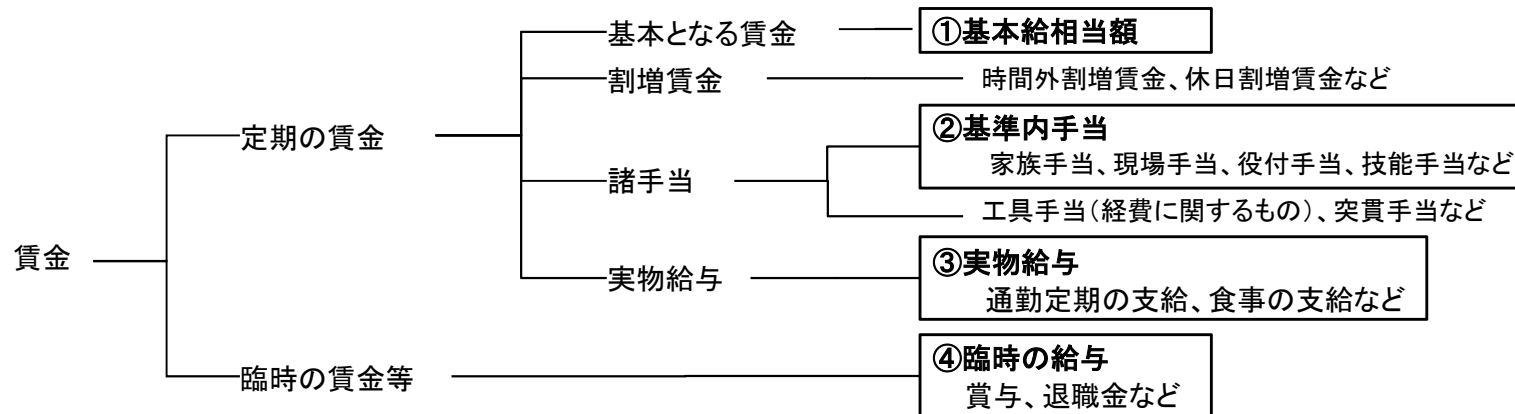 基本となる賃金
①基本給相当額
割増賃金
時間外割増賃金、休日割増賃金など
定期の賃金
②基準内手当
家族手当、現場手当、役付手当、技能手当など
諸手当
工具手当（経費に関するもの）、突貫手当など
賃金
実物給与
③実物給与
通勤定期の支給、食事の支給など
臨時の賃金等
④臨時の給与
賞与、退職金など